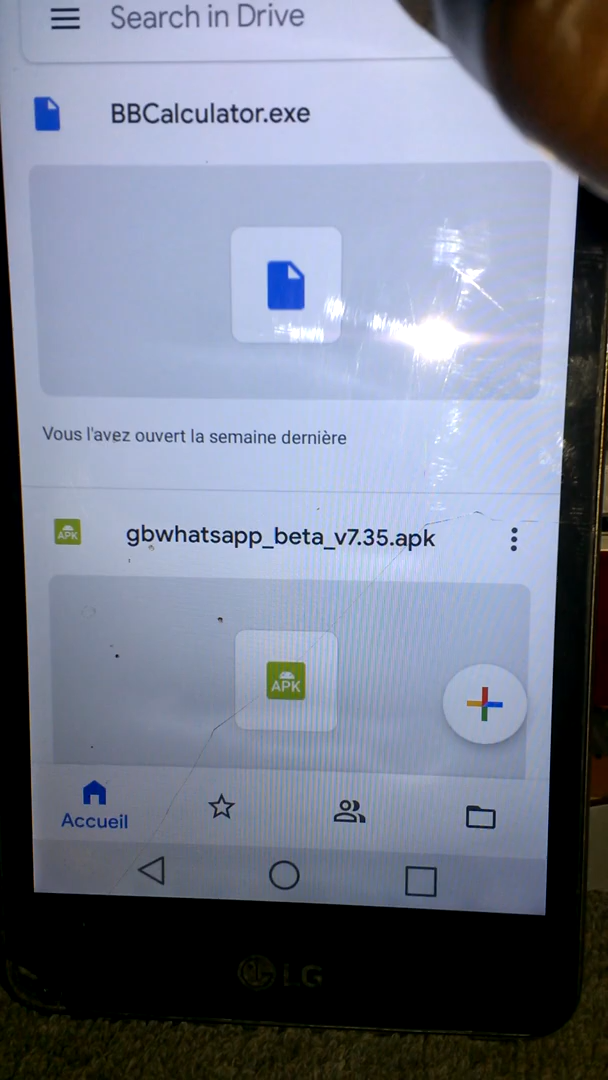 Search in Drive
BBCalculator.exe
Vous l'avez ouvert la semaine dernière
APK
gbwhatsapp_beta_v7.35.apk
APK
Accueil
LG